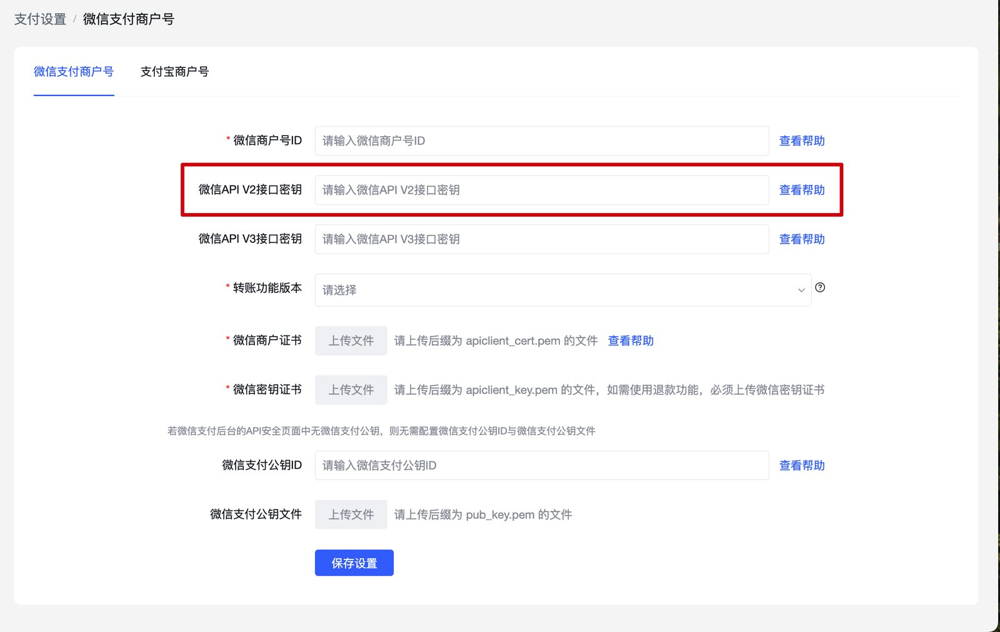 支付设置 / 微信支付商户号
微信支付商户号 支付宝商户号
* 微信商户号ID 请输入微信商户号ID 查看帮助
微信API V2接口密钥 请输入微信API V2接口密钥 查看帮助
微信API V3接口密钥 请输入微信API V3接口密钥 查看帮助
* 转账功能版本 请选择
* 微信商户证书 上传文件 请上传后缀为 apiclient_cert.pem 的文件 查看帮助
* 微信密钥证书 上传文件 请上传后缀为 apiclient_key.pem 的文件，如需使用退款功能，必须上传微信密钥证书
若微信支付后台的API安全页面中无微信支付公钥，则无需配置微信支付公钥ID与微信支付公钥文件
微信支付公钥ID 请输入微信支付公钥ID 查看帮助
微信支付公钥文件 上传文件 请上传后缀为 pub_key.pem 的文件
保存设置